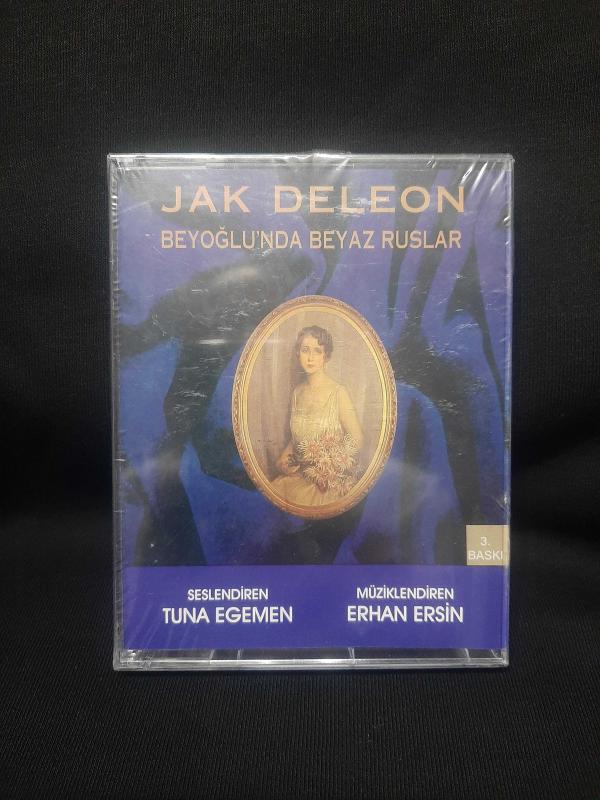 JAK DELEON
BEYOĞLU'NDA BEYAZ RUSLAR
3.
BASKI
SESLENDİREN
TUNA EGEMEN
MÜZİKLENDİREN
ERHAN ERSİN